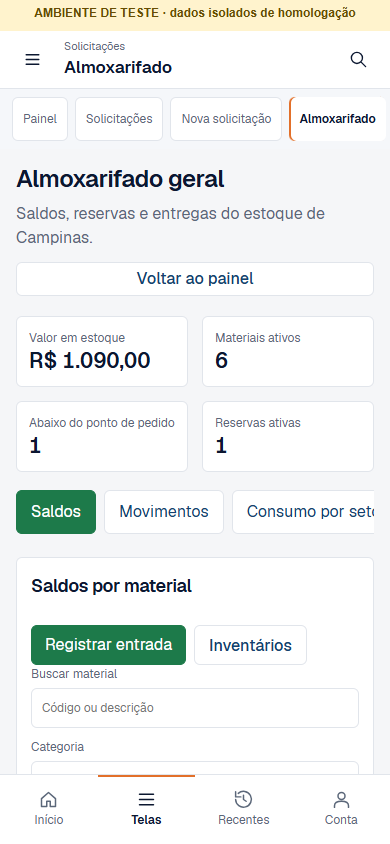 AMBIENTE DE TESTE · dados isolados de homologação
Solicitações
Almoxarifado
Painel
Solicitações
Nova solicitação
Almoxarifado
Almoxarifado geral
Saldos, reservas e entregas do estoque de
Campinas.
Voltar ao painel
Valor em estoque
R$ 1.090,00
Materiais ativos
6
Abaixo do ponto de pedido
1
Reservas ativas
1
Saldos
Movimentos
Consumo por seto
Saldos por material
Registrar entrada
Inventários
Buscar material
Código ou descrição
Categoria
Início
Telas
Recentes
Conta